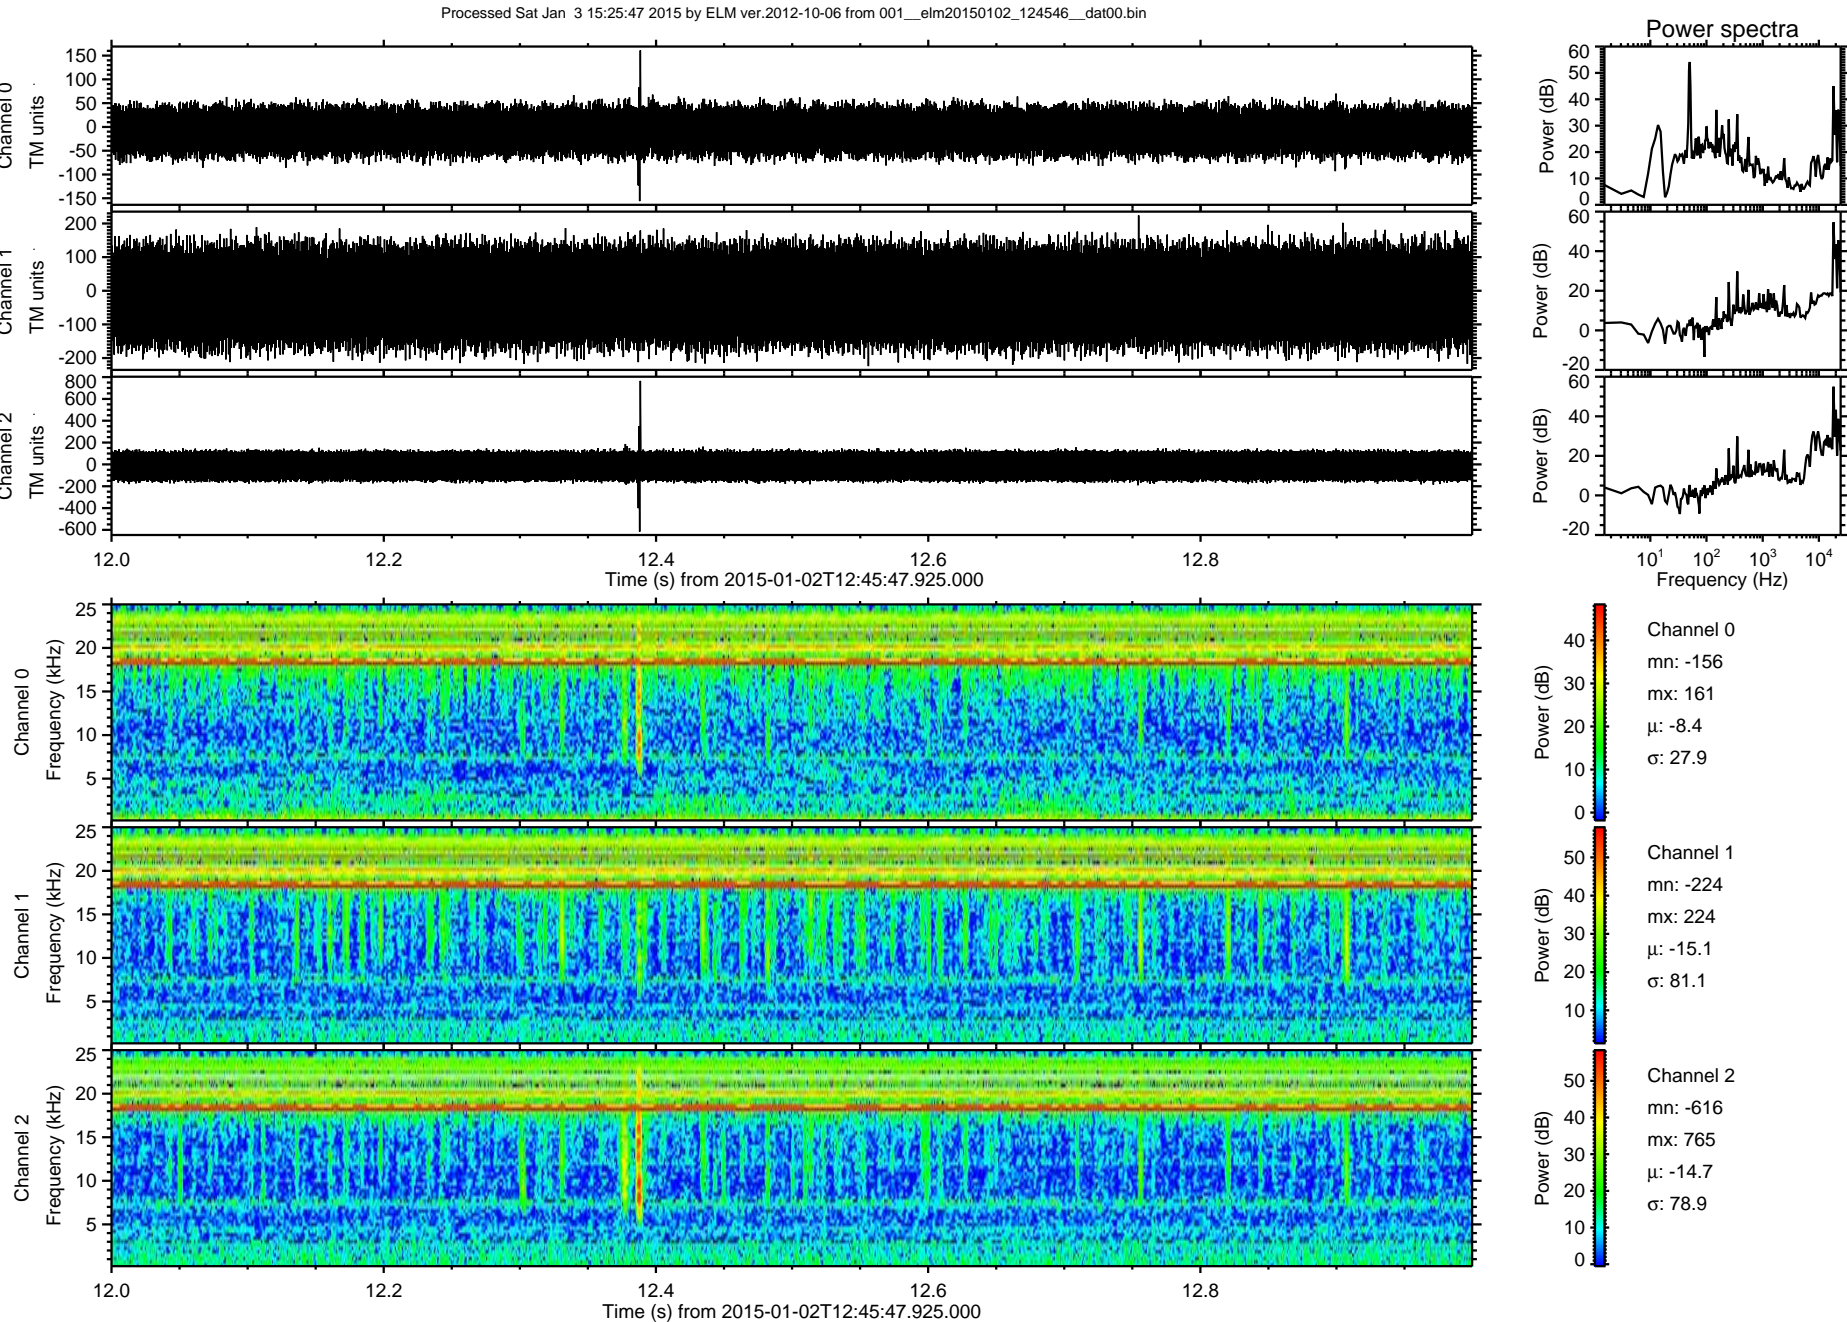 Processed Sat Jan  3 15:25:47 2015 by ELM ver.2012-10-06 from 001__elm20150102_124546__dat00.bin
Power spectra
Channel 0
TM units
150
100
50
0
-50
-100
-150
Power (dB)
60
50
40
30
20
10
0
Channel 1
TM units
200
100
0
-100
-200
Power (dB)
60
40
20
0
-20
Channel 2
TM units
800
600
400
200
0
-200
-400
-600
Power (dB)
60
40
20
0
-20
12.0 12.2 12.4 12.6 12.8
Time (s) from 2015-01-02T12:45:47.925.000
10¹ 10² 10³ 10⁴
Frequency (Hz)
Channel 0
Frequency (kHz)
25
20
15
10
5
Power (dB)
40
30
20
10
0
Channel 0
mn: -156
mx: 161
μ: -8.4
σ: 27.9
Channel 1
Frequency (kHz)
25
20
15
10
5
Power (dB)
50
40
30
20
10
Channel 1
mn: -224
mx: 224
μ: -15.1
σ: 81.1
Channel 2
Frequency (kHz)
25
20
15
10
5
Power (dB)
50
40
30
20
10
0
Channel 2
mn: -616
mx: 765
μ: -14.7
σ: 78.9
12.0 12.2 12.4 12.6 12.8
Time (s) from 2015-01-02T12:45:47.925.000